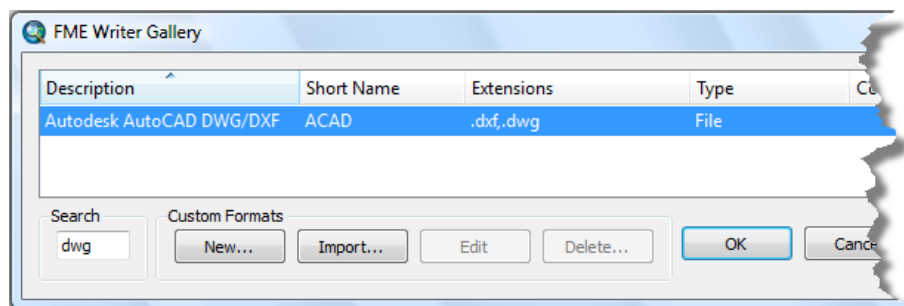 FME Writer Gallery
Description Short Name Extensions Type
Autodesk AutoCAD DWG/DXF ACAD .dxf,.dwg File
Search Custom Formats
dwg New... Import... Edit Delete... OK Cance